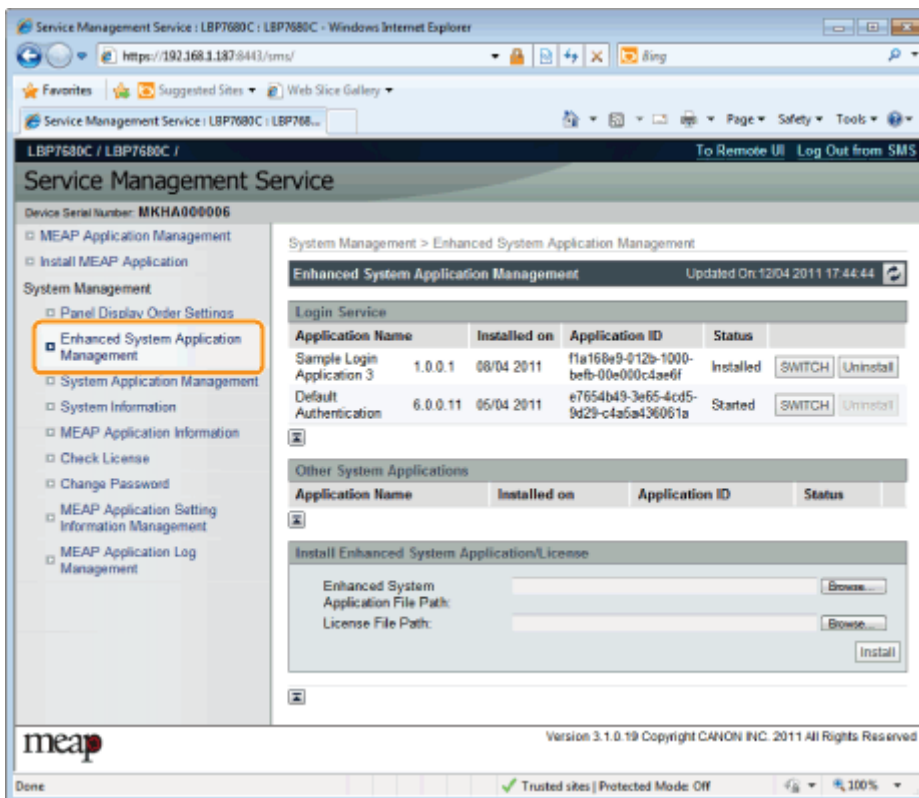 Service Management Service : LBP7680C : LBP7680C - Windows Internet Explorer
https://192.168.1.187:8443/sms/
Bing
Favorites
Suggested Sites
Web Slice Gallery
Service Management Service : LBP7680C : LBP768...
Page
Safety
Tools
LBP7680C / LBP7680C /
To Remote UI
Log Out from SMS
Service Management Service
Device Serial Number: MKHA000006
MEAP Application Management
Install MEAP Application
System Management
Panel Display Order Settings
Enhanced System Application
Management
System Application Management
System Information
MEAP Application Information
Check License
Change Password
MEAP Application Setting
Information Management
MEAP Application Log
Management
System Management > Enhanced System Application Management
Enhanced System Application Management
Updated On:12/04 2011 17:44:44
Login Service
Application Name Installed on Application ID Status
Sample Login
Application 3
1.0.0.1 08/04 2011
f1a168e9-012b-1000-
befb-00e000c4ae6f
Installed SWITCH Uninstall
Default
Authentication
6.0.0.11 05/04 2011
e7654b49-3e65-4cd5-
9d29-c4a5a436061a
Started SWITCH Uninstall
Other System Applications
Application Name Installed on Application ID Status
Install Enhanced System Application/License
Enhanced System
Application File Path:
Browse...
License File Path:
Browse...
Install
meap
Version 3.1.0.19 Copyright CANON INC. 2011 All Rights Reserved
Done
Trusted sites | Protected Mode: Off
100%